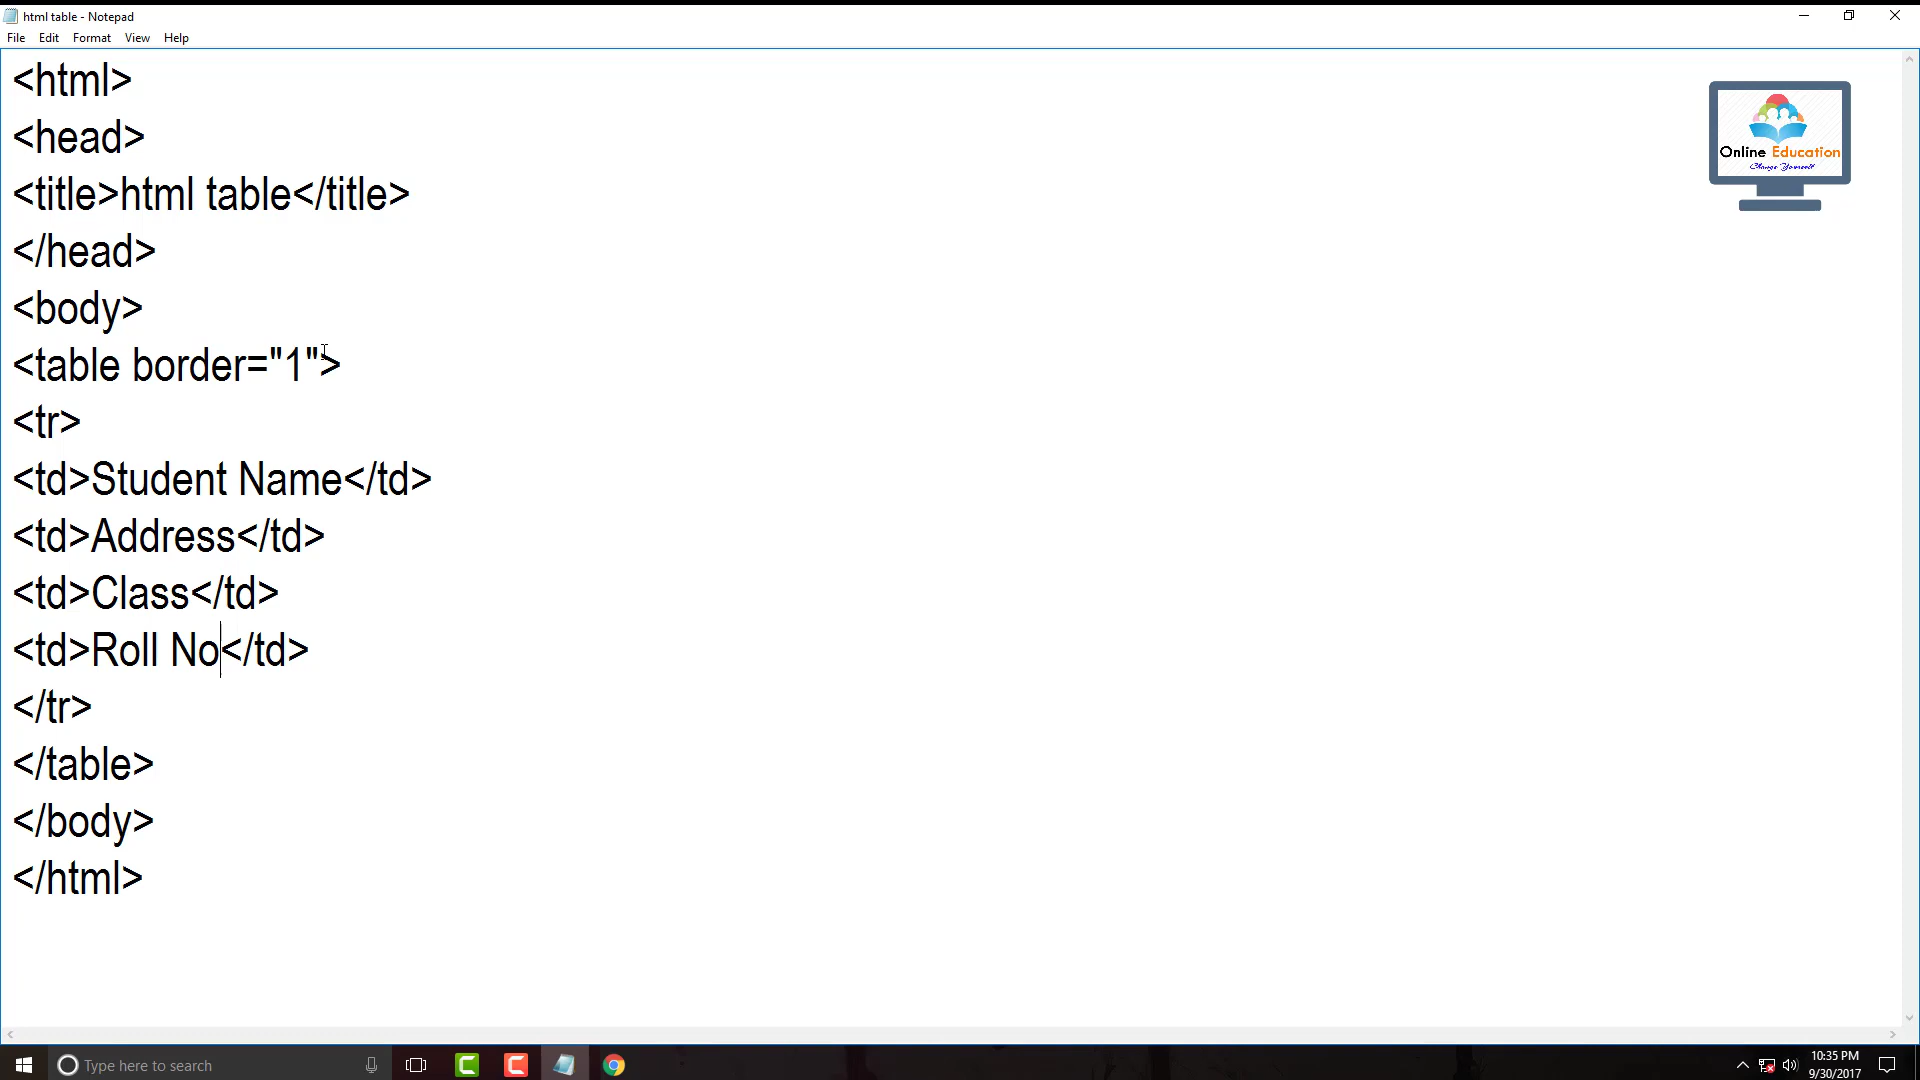 html table - Notepad
File Edit Format View Help
<html>
<head>
<title>html table</title>
</head>
<body>
<table border="1">
<tr>
<td>Student Name</td>
<td>Address</td>
<td>Class</td>
<td>Roll No</td>
</tr>
</table>
</body>
</html>
Online Education
Change Yourself
Type here to search
10:35 PM
9/30/2017